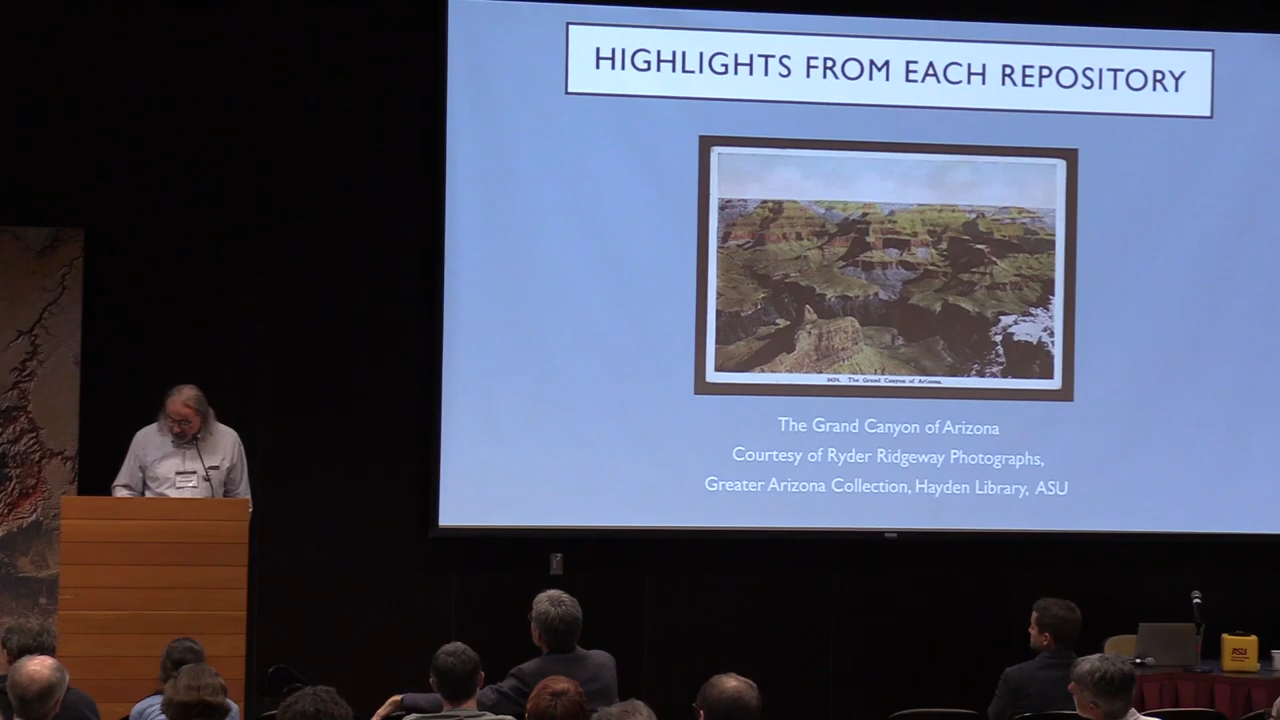 HIGHLIGHTS FROM EACH REPOSITORY
5624. The Grand Canyon of Arizona.
The Grand Canyon of Arizona
Courtesy of Ryder Ridgeway Photographs,
Greater Arizona Collection, Hayden Library, ASU
ASU